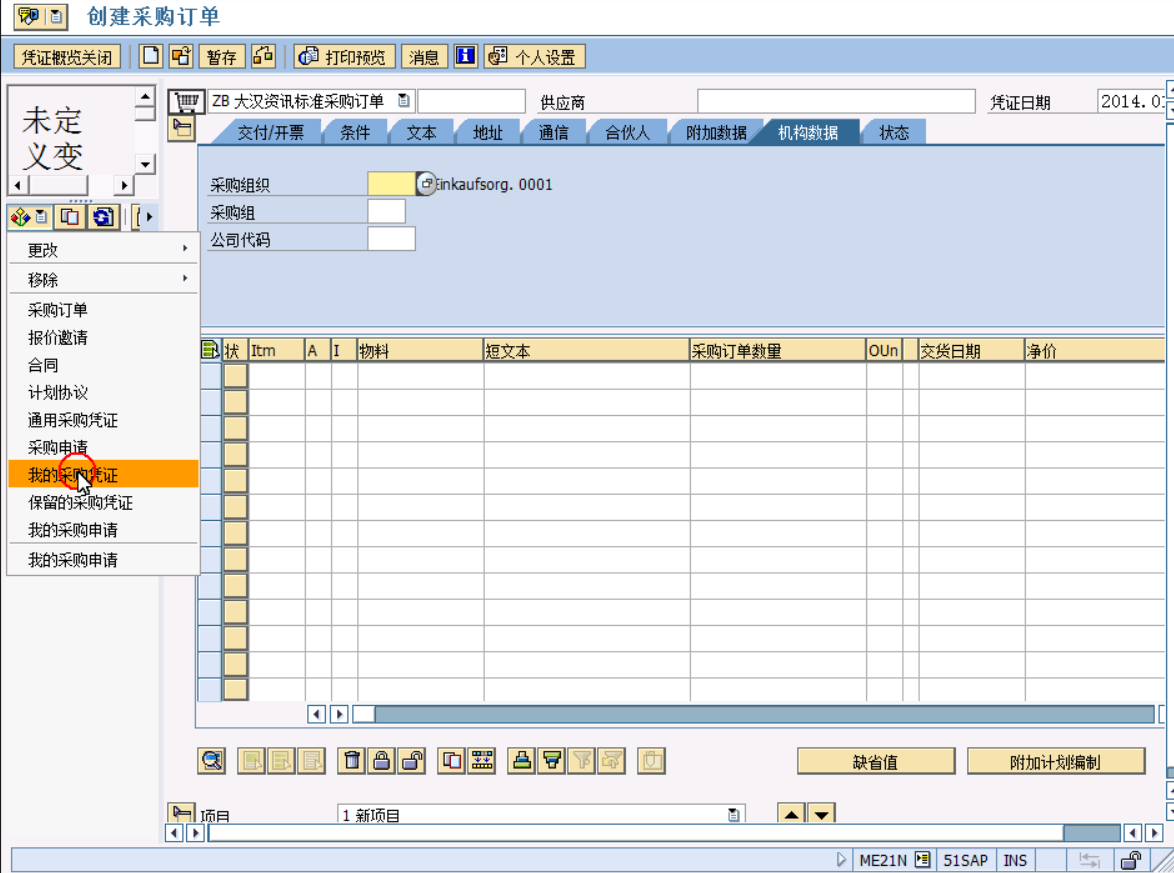 创建采购订单
凭证概览关闭 暂存 打印预览 消息 个人设置
未定
义变
ZB 大汉资讯标准采购订单 供应商 凭证日期 2014.0
交付/开票 条件 文本 地址 通信 合伙人 附加数据 机构数据 状态
采购组织 Einkaufsorg. 0001
采购组
公司代码
更改
移除
采购订单
报价邀请
合同
计划协议
通用采购凭证
采购申请
我的采购凭证
保留的采购凭证
我的采购申请
我的采购申请
状 Itm A I 物料 短文本 采购订单数量 OUn 交货日期 净价
缺省值 附加计划编制
项目 1 新项目
ME21N 51SAP INS